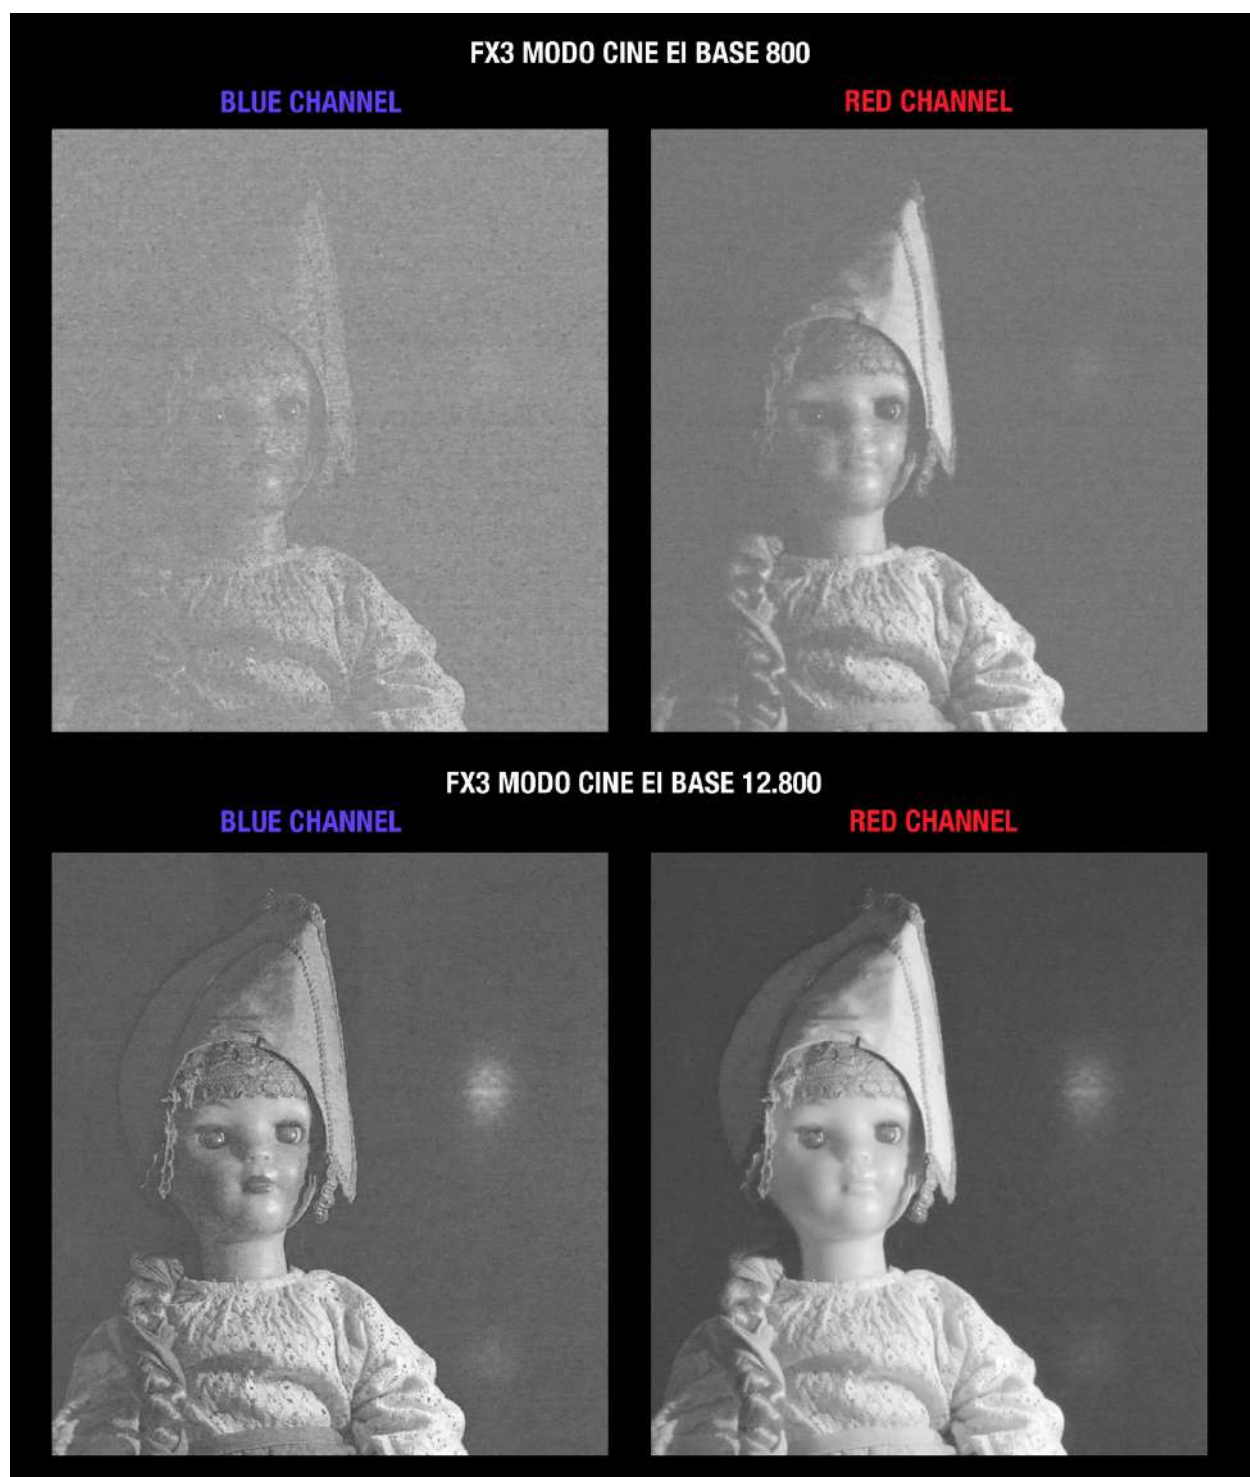 FX3 MODO CINE EI BASE 800
BLUE CHANNEL
RED CHANNEL
FX3 MODO CINE EI BASE 12.800
BLUE CHANNEL
RED CHANNEL